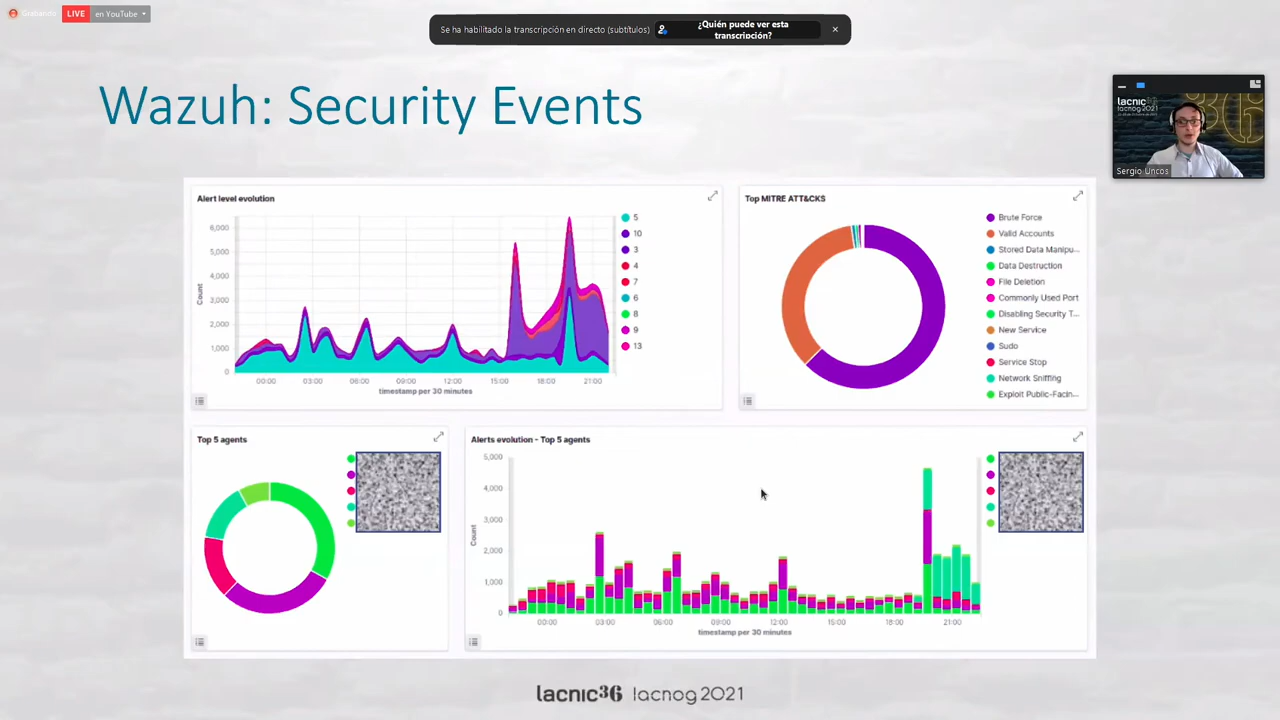 Grabando
LIVE
en YouTube
Se ha habilitado la transcripción en directo (subtítulos)
¿Quién puede ver esta
transcripción?
Wazuh: Security Events
lacnic36
lacnog 2021
Sergio Uncos
Alert level evolution
6,000
5,000
4,000
3,000
2,000
1,000
0
Count
00:00
03:00
06:00
09:00
12:00
15:00
18:00
21:00
timestamp per 30 minutes
5
10
3
4
7
6
8
9
13
Top MITRE ATT&CKS
Brute Force
Valid Accounts
Stored Data Manipu...
Data Destruction
File Deletion
Commonly Used Port
Disabling Security T...
New Service
Sudo
Service Stop
Network Sniffing
Exploit Public-Facin...
Top 5 agents
Alerts evolution - Top 5 agents
5,000
4,000
3,000
2,000
1,000
0
Count
00:00
03:00
06:00
09:00
12:00
15:00
18:00
21:00
timestamp per 30 minutes
lacnic36 lacnog 2021